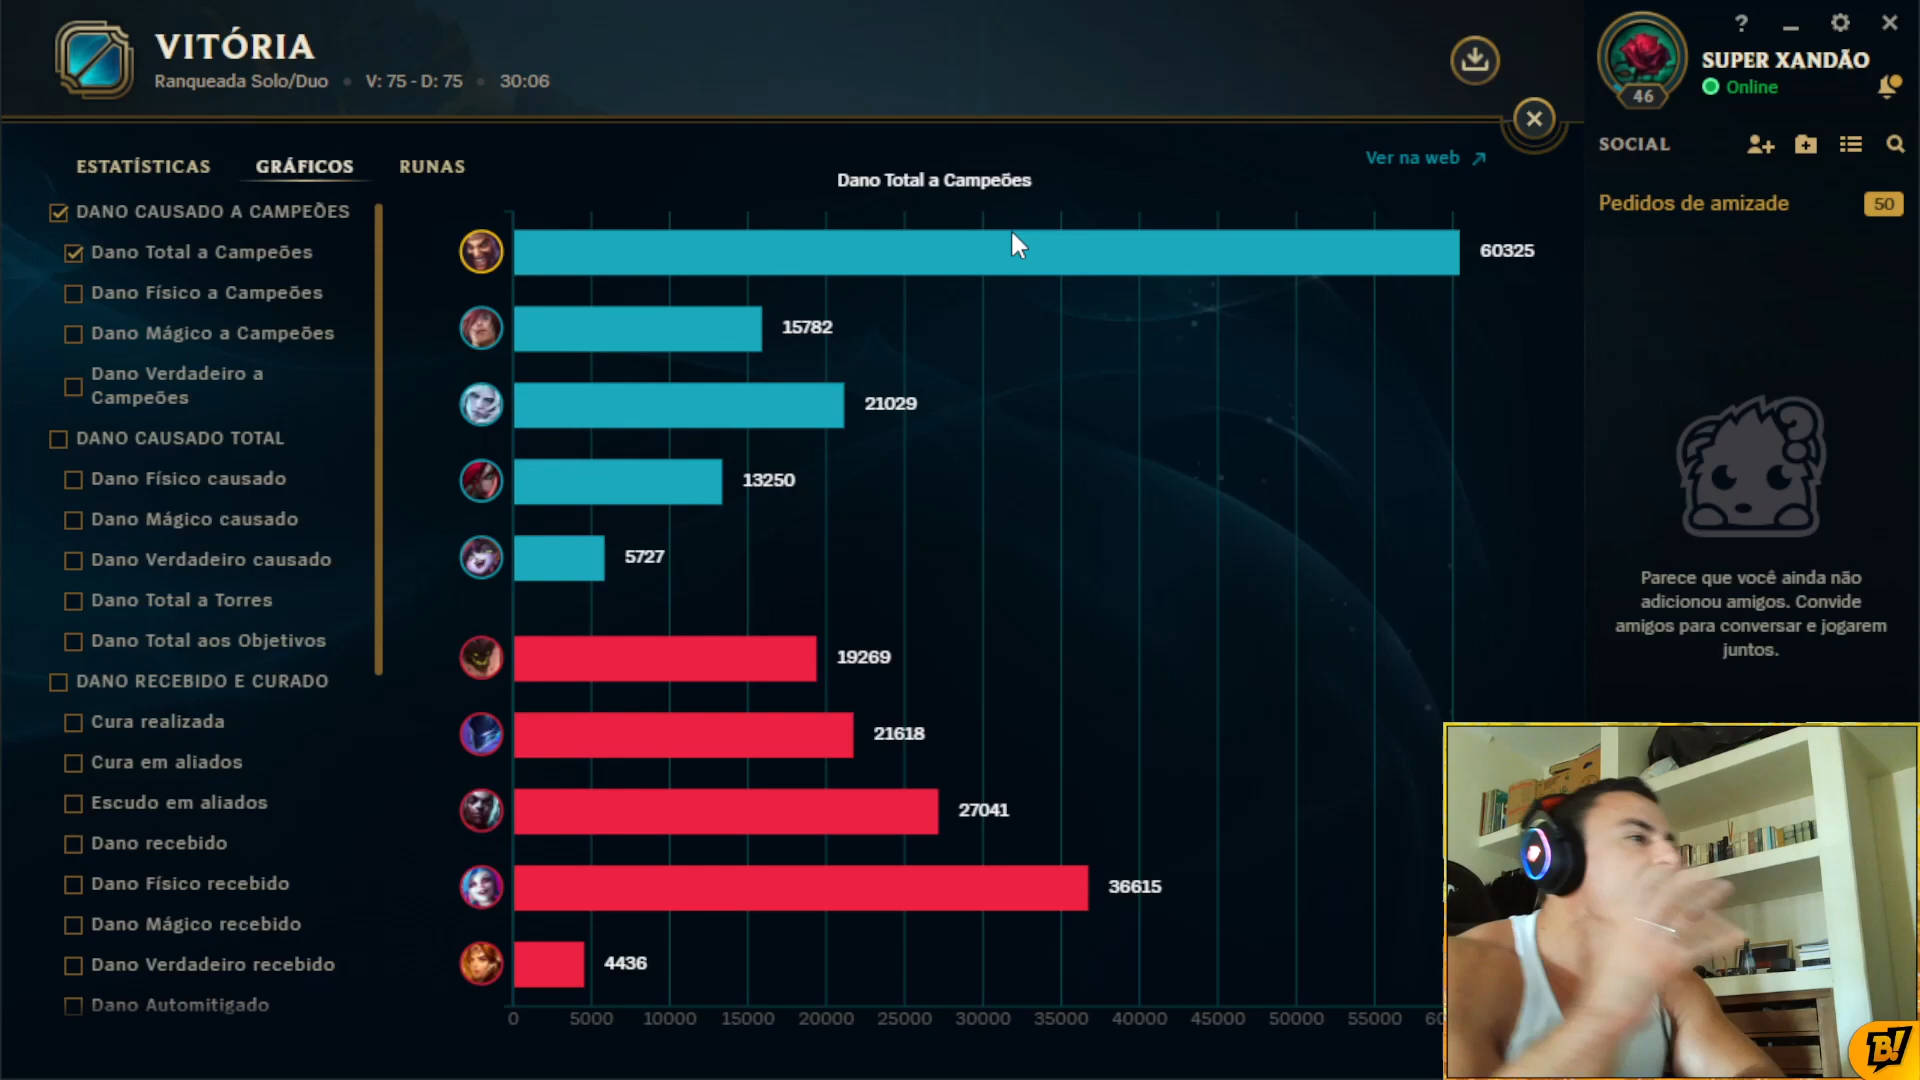 VITÓRIA
Ranqueada Solo/Duo • V: 75 - D: 75 • 30:06
?
SUPER XANDÃO
46
Online
SOCIAL
Pedidos de amizade 50
Parece que você ainda não
adicionou amigos. Convide
amigos para conversar e jogarem
juntos.
ESTATÍSTICAS GRÁFICOS RUNAS
Ver na web
DANO CAUSADO A CAMPEÕES
Dano Total a Campeões
Dano Físico a Campeões
Dano Mágico a Campeões
Dano Verdadeiro a
Campeões
DANO CAUSADO TOTAL
Dano Físico causado
Dano Mágico causado
Dano Verdadeiro causado
Dano Total a Torres
Dano Total aos Objetivos
DANO RECEBIDO E CURADO
Cura realizada
Cura em aliados
Escudo em aliados
Dano recebido
Dano Físico recebido
Dano Mágico recebido
Dano Verdadeiro recebido
Dano Automitigado
Dano Total a Campeões
60325
15782
21029
13250
5727
19269
21618
27041
36615
4436
0 5000 10000 15000 20000 25000 30000 35000 40000 45000 50000 55000
B!